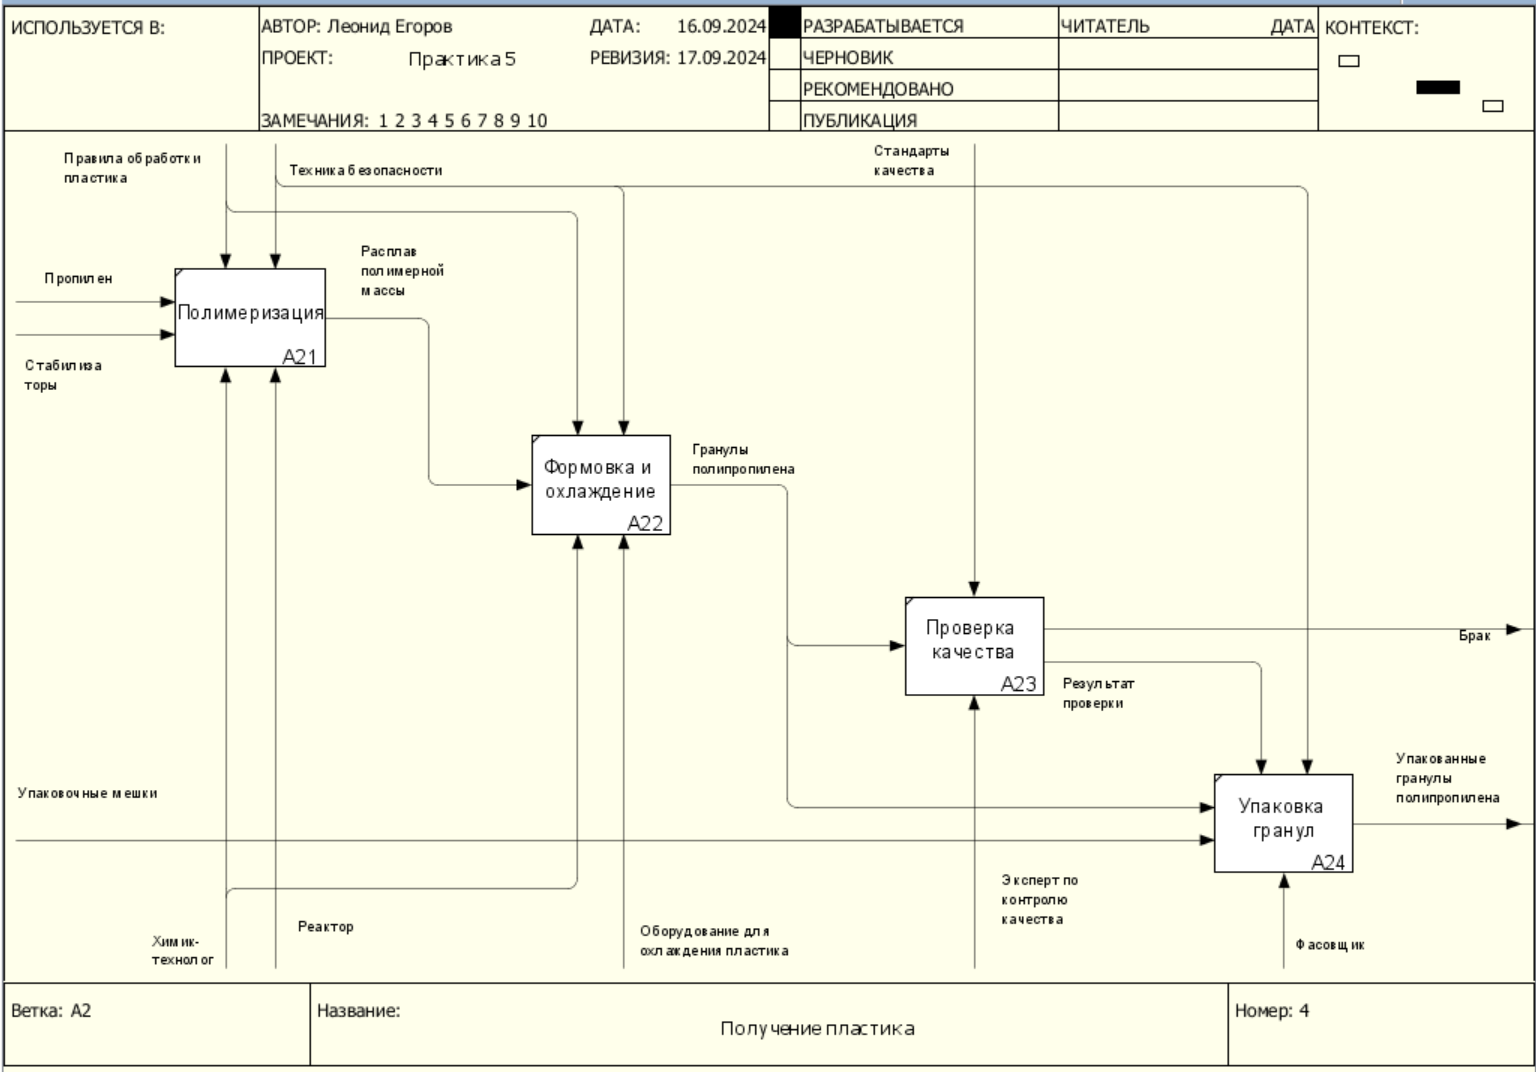 ИСПОЛЬЗУЕТСЯ В:
АВТОР: Леонид Егоров
ДАТА: 16.09.2024
РАЗРАБАТЫВАЕТСЯ
ЧИТАТЕЛЬ
ДАТА
КОНТЕКСТ:
ПРОЕКТ: Практика 5
РЕВИЗИЯ: 17.09.2024
ЧЕРНОВИК
РЕКОМЕНДОВАНО
ЗАМЕЧАНИЯ: 1 2 3 4 5 6 7 8 9 10
ПУБЛИКАЦИЯ
Правила обработки
пластика
Техника безопасности
Стандарты
качества
Расплав
полимерной
массы
Пропилен
Полимеризация
A21
Стабилиза
торы
Формовка и
охлаждение
A22
Гранулы
полипропилена
Проверка
качества
A23
Брак
Результат
проверки
Упаковочные мешки
Упаковка
гранул
A24
Упакованные
гранулы
полипропилена
Химик-
технолог
Реактор
Оборудование для
охлаждения пластика
Эксперт по
контролю
качества
Фасовщик
Ветка: A2
Название:
Получение пластика
Номер: 4